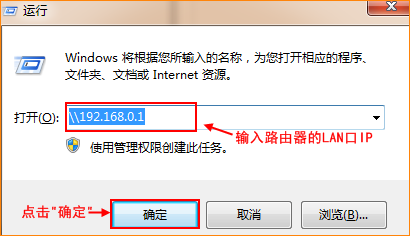 运行
Windows 将根据您所输入的名称，为您打开相应的程序、
文件夹、文档或 Internet 资源。
打开(O): \\192.168.0.1
输入路由器的LAN口IP
使用管理权限创建此任务。
点击"确定" 确定 取消 浏览(B)...